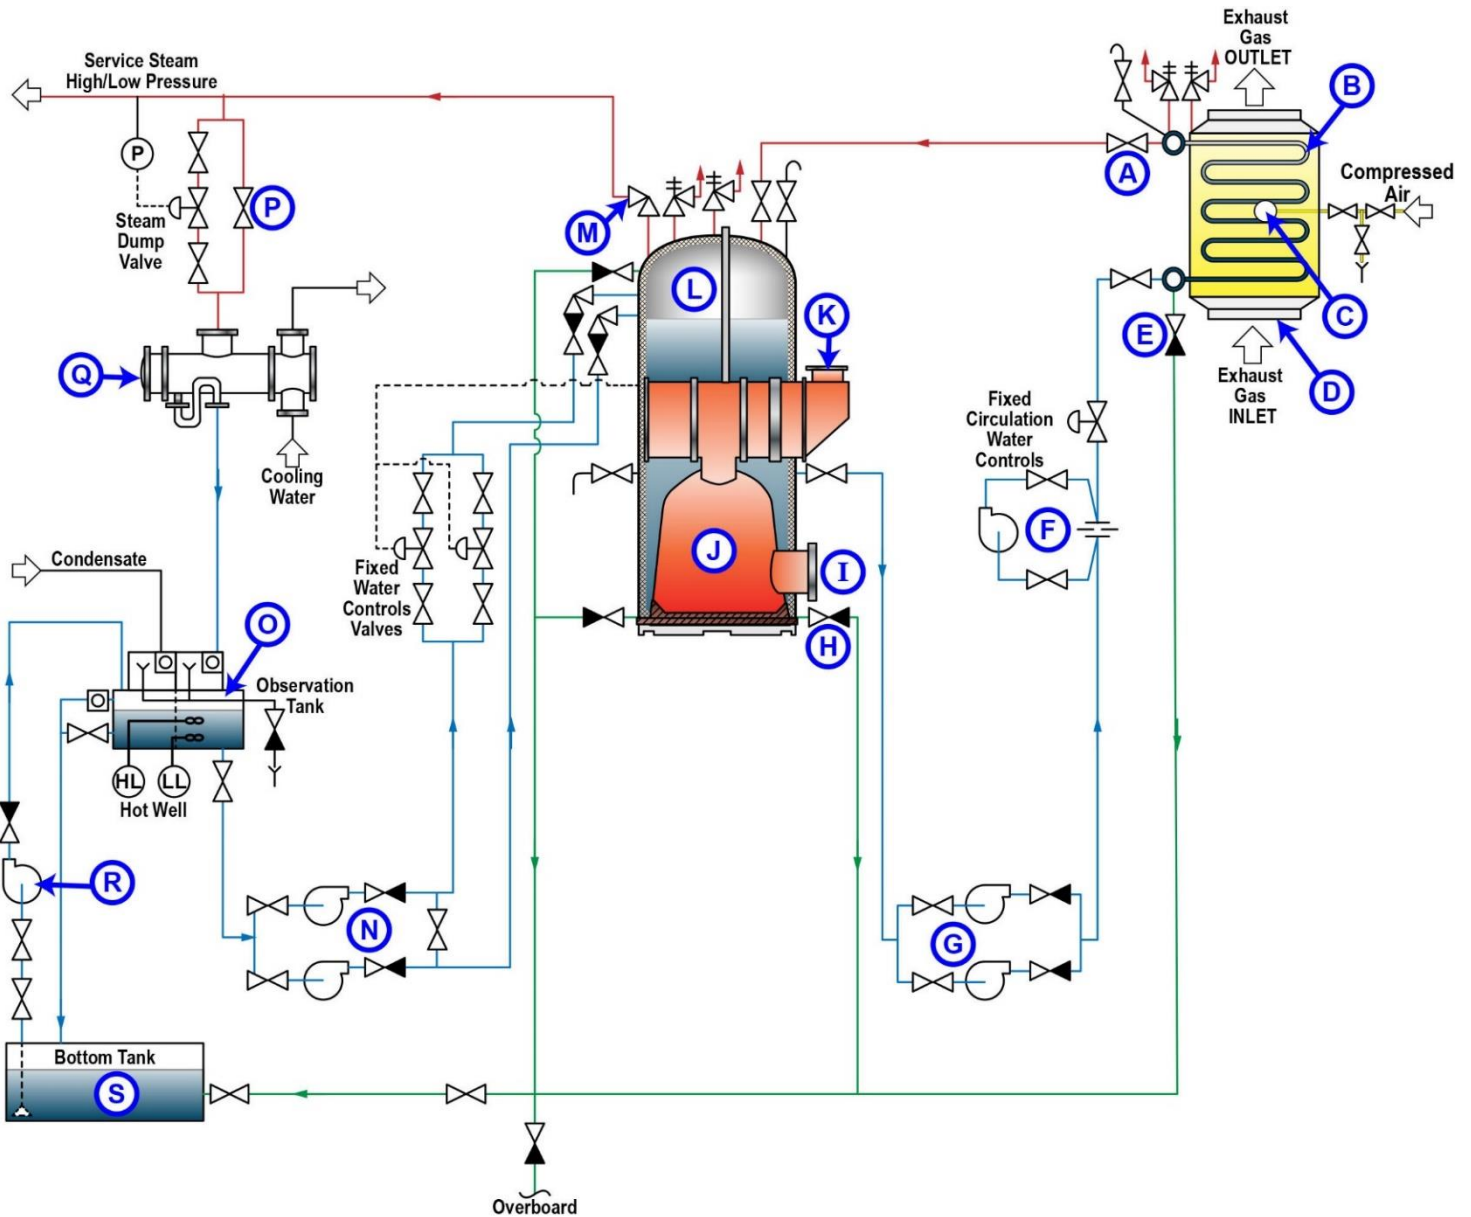 Exhaust
Gas
OUTLET
Service Steam
High/Low Pressure
B
P
A
Compressed
Air
P
Steam
Dump
Valve
M
L
K
C
E
Q
D
Exhaust
Gas
INLET
Fixed
Circulation
Water
Controls
Cooling
Water
F
J
I
Condensate
Fixed
Water
Controls
Valves
O
H
Observation
Tank
HL
LL
Hot Well
R
N
G
Bottom Tank
S
Overboard